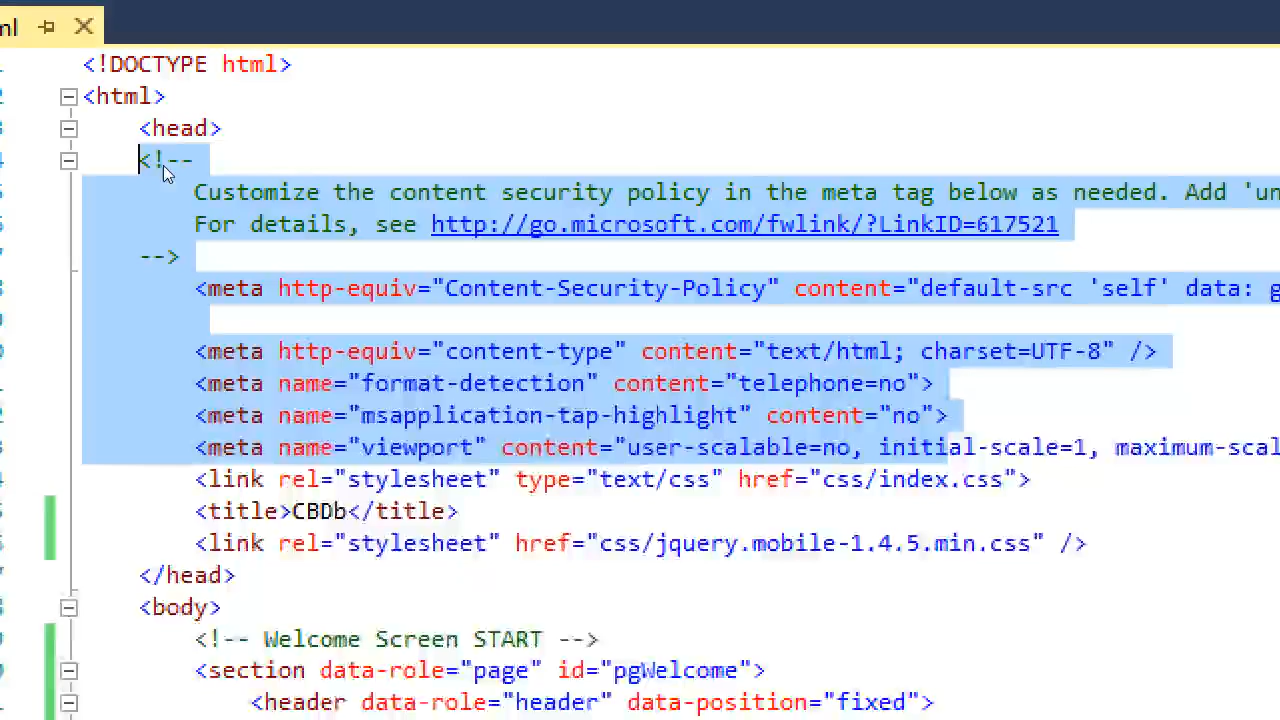 ml
<!DOCTYPE html>
2 <html>
<head>
<!--
Customize the content security policy in the meta tag below as needed. Add 'un
For details, see http://go.microsoft.com/fwlink/?LinkID=617521
-->
<meta http-equiv="Content-Security-Policy" content="default-src 'self' data: g
<meta http-equiv="content-type" content="text/html; charset=UTF-8" />
<meta name="format-detection" content="telephone=no">
<meta name="msapplication-tap-highlight" content="no">
<meta name="viewport" content="user-scalable=no, initial-scale=1, maximum-scal
<link rel="stylesheet" type="text/css" href="css/index.css">
<title>CBDb</title>
<link rel="stylesheet" href="css/jquery.mobile-1.4.5.min.css" />
</head>
<body>
<!-- Welcome Screen START -->
<section data-role="page" id="pgWelcome">
<header data-role="header" data-position="fixed">